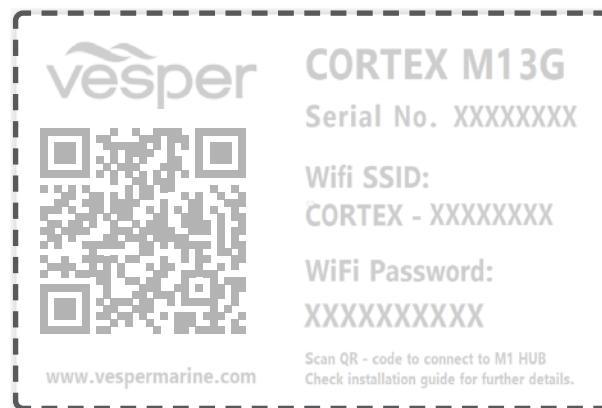 vesper
www.vespermarine.com
CORTEX M13G
Serial No. XXXXXXXX
Wifi SSID:
CORTEX - XXXXXXXX
WiFi Password:
XXXXXXXXXX
Scan QR - code to connect to M1 HUB
Check installation guide for further details.